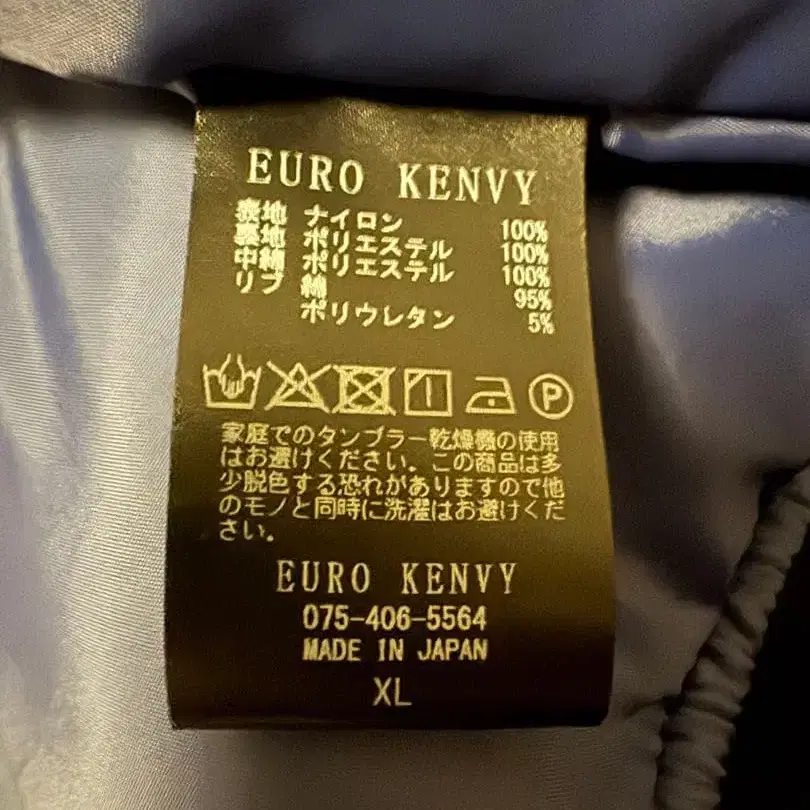 EURO KENVY
表地 ナイロン 100%
裏地 ポリエステル 100%
中綿 ポリエステル 100%
リブ 綿 95%
ポリウレタン 5%
P
家庭でのタンブラー乾燥機の使用
はお避けください。この商品は多
少脱色する恐れがありますので他
のモノと同時に洗濯はお避けくだ
さい。
EURO KENVY
075-406-5564
MADE IN JAPAN
XL